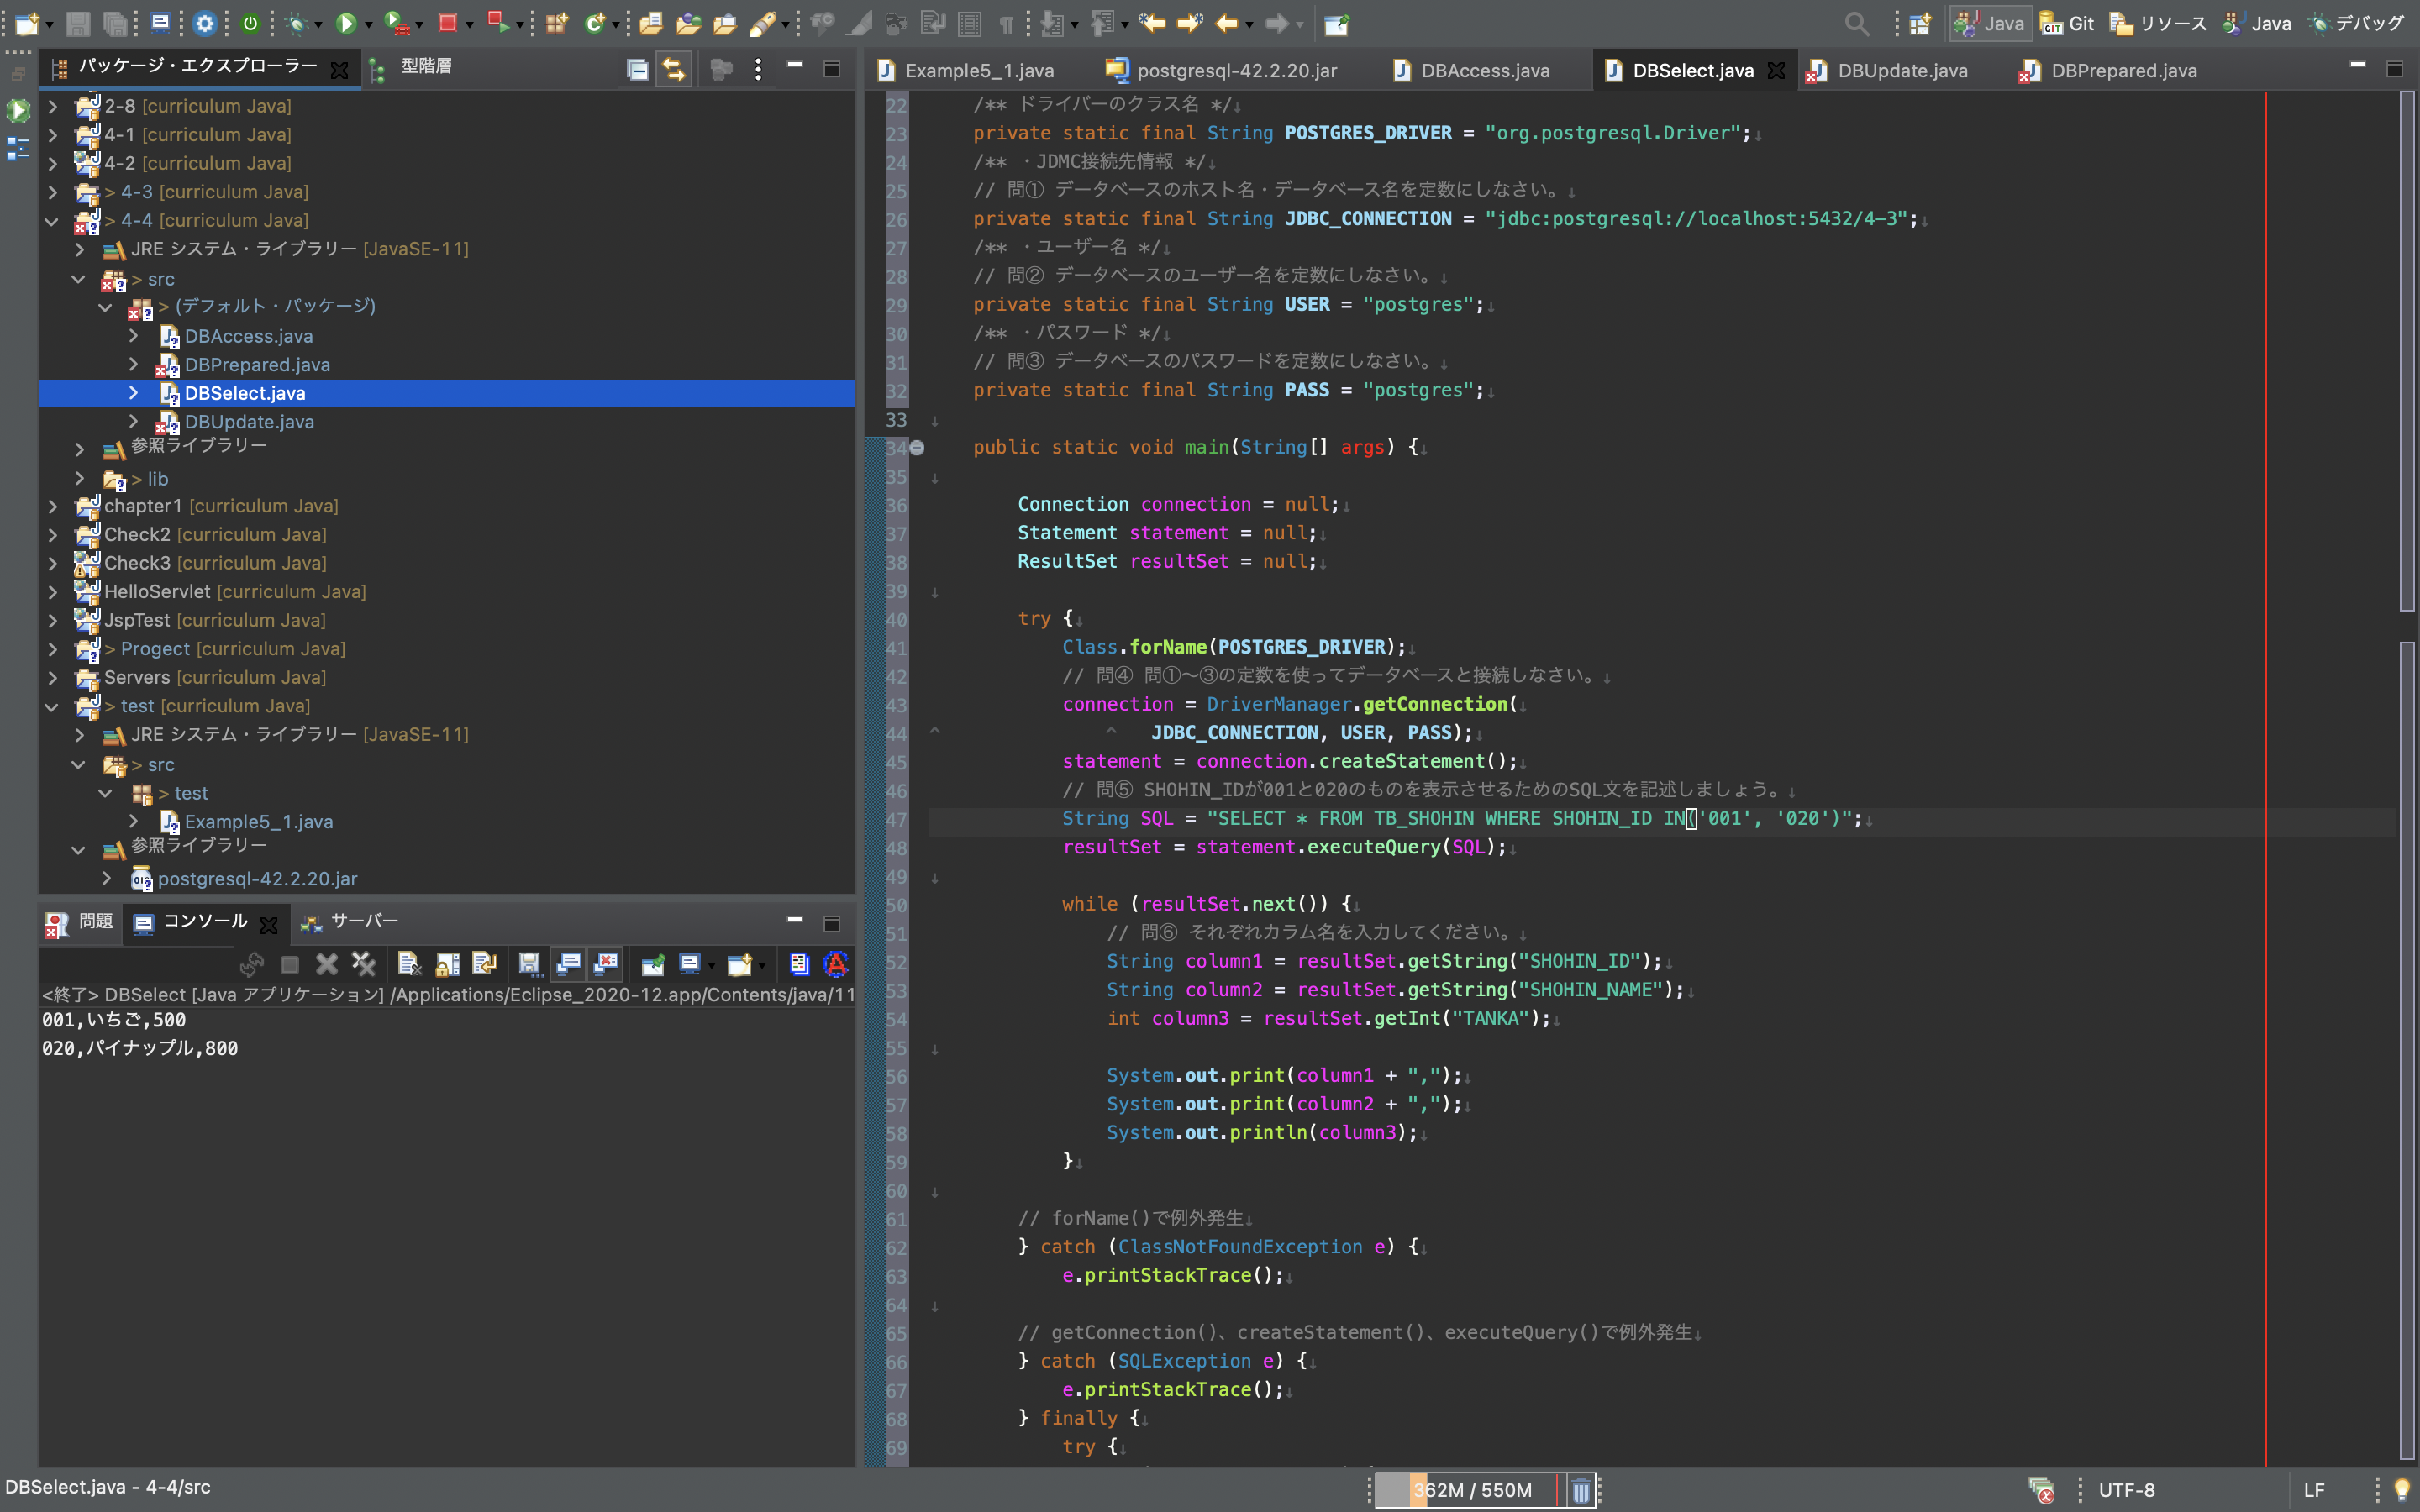 Java
Git
リソース
Java
デバッグ
パッケージ・エクスプローラー
型階層
2-8 [curriculum Java]
4-1 [curriculum Java]
4-2 [curriculum Java]
> 4-3 [curriculum Java]
> 4-4 [curriculum Java]
JRE システム・ライブラリー [JavaSE-11]
> src
> (デフォルト・パッケージ)
DBAccess.java
DBPrepared.java
DBSelect.java
DBUpdate.java
参照ライブラリー
> lib
chapter1 [curriculum Java]
Check2 [curriculum Java]
Check3 [curriculum Java]
HelloServlet [curriculum Java]
JspTest [curriculum Java]
> Progect [curriculum Java]
Servers [curriculum Java]
> test [curriculum Java]
JRE システム・ライブラリー [JavaSE-11]
> src
> test
Example5_1.java
参照ライブラリー
postgresql-42.2.20.jar
問題
コンソール
サーバー
<終了> DBSelect [Java アプリケーション] /Applications/Eclipse_2020-12.app/Contents/java/11
001,いちご,500
020,パイナップル,800
Example5_1.java
postgresql-42.2.20.jar
DBAccess.java
DBSelect.java
DBUpdate.java
DBPrepared.java
22 /** ドライバーのクラス名 */↓
23 private static final String POSTGRES_DRIVER = "org.postgresql.Driver";↓
24 /** ・JDMC接続先情報 */↓
25 // 問① データベースのホスト名・データベース名を定数にしなさい。↓
26 private static final String JDBC_CONNECTION = "jdbc:postgresql://localhost:5432/4-3";↓
27 /** ・ユーザー名 */↓
28 // 問② データベースのユーザー名を定数にしなさい。↓
29 private static final String USER = "postgres";↓
30 /** ・パスワード */↓
31 // 問③ データベースのパスワードを定数にしなさい。↓
32 private static final String PASS = "postgres";↓
33 ↓
34 public static void main(String[] args) {↓
35 ↓
36 Connection connection = null;↓
37 Statement statement = null;↓
38 ResultSet resultSet = null;↓
39 ↓
40 try {↓
41 Class.forName(POSTGRES_DRIVER);↓
42 // 問④ 問①〜③の定数を使ってデータベースと接続しなさい。↓
43 connection = DriverManager.getConnection(↓
44 ^ ^ JDBC_CONNECTION, USER, PASS);↓
45 statement = connection.createStatement();↓
46 // 問⑤ SHOHIN_IDが001と020のものを表示させるためのSQL文を記述しましょう。↓
47 String SQL = "SELECT * FROM TB_SHOHIN WHERE SHOHIN_ID IN('001', '020')";↓
48 resultSet = statement.executeQuery(SQL);↓
49 ↓
50 while (resultSet.next()) {↓
51 // 問⑥ それぞれカラム名を入力してください。↓
52 String column1 = resultSet.getString("SHOHIN_ID");↓
53 String column2 = resultSet.getString("SHOHIN_NAME");↓
54 int column3 = resultSet.getInt("TANKA");↓
55 ↓
56 System.out.print(column1 + ",");↓
57 System.out.print(column2 + ",");↓
58 System.out.println(column3);↓
59 }↓
60 ↓
61 // forName()で例外発生↓
62 } catch (ClassNotFoundException e) {↓
63 e.printStackTrace();↓
64 ↓
65 // getConnection()、createStatement()、executeQuery()で例外発生↓
66 } catch (SQLException e) {↓
67 e.printStackTrace();↓
68 } finally {↓
69 try {↓
DBSelect.java - 4-4/src
362M / 550M
UTF-8
LF